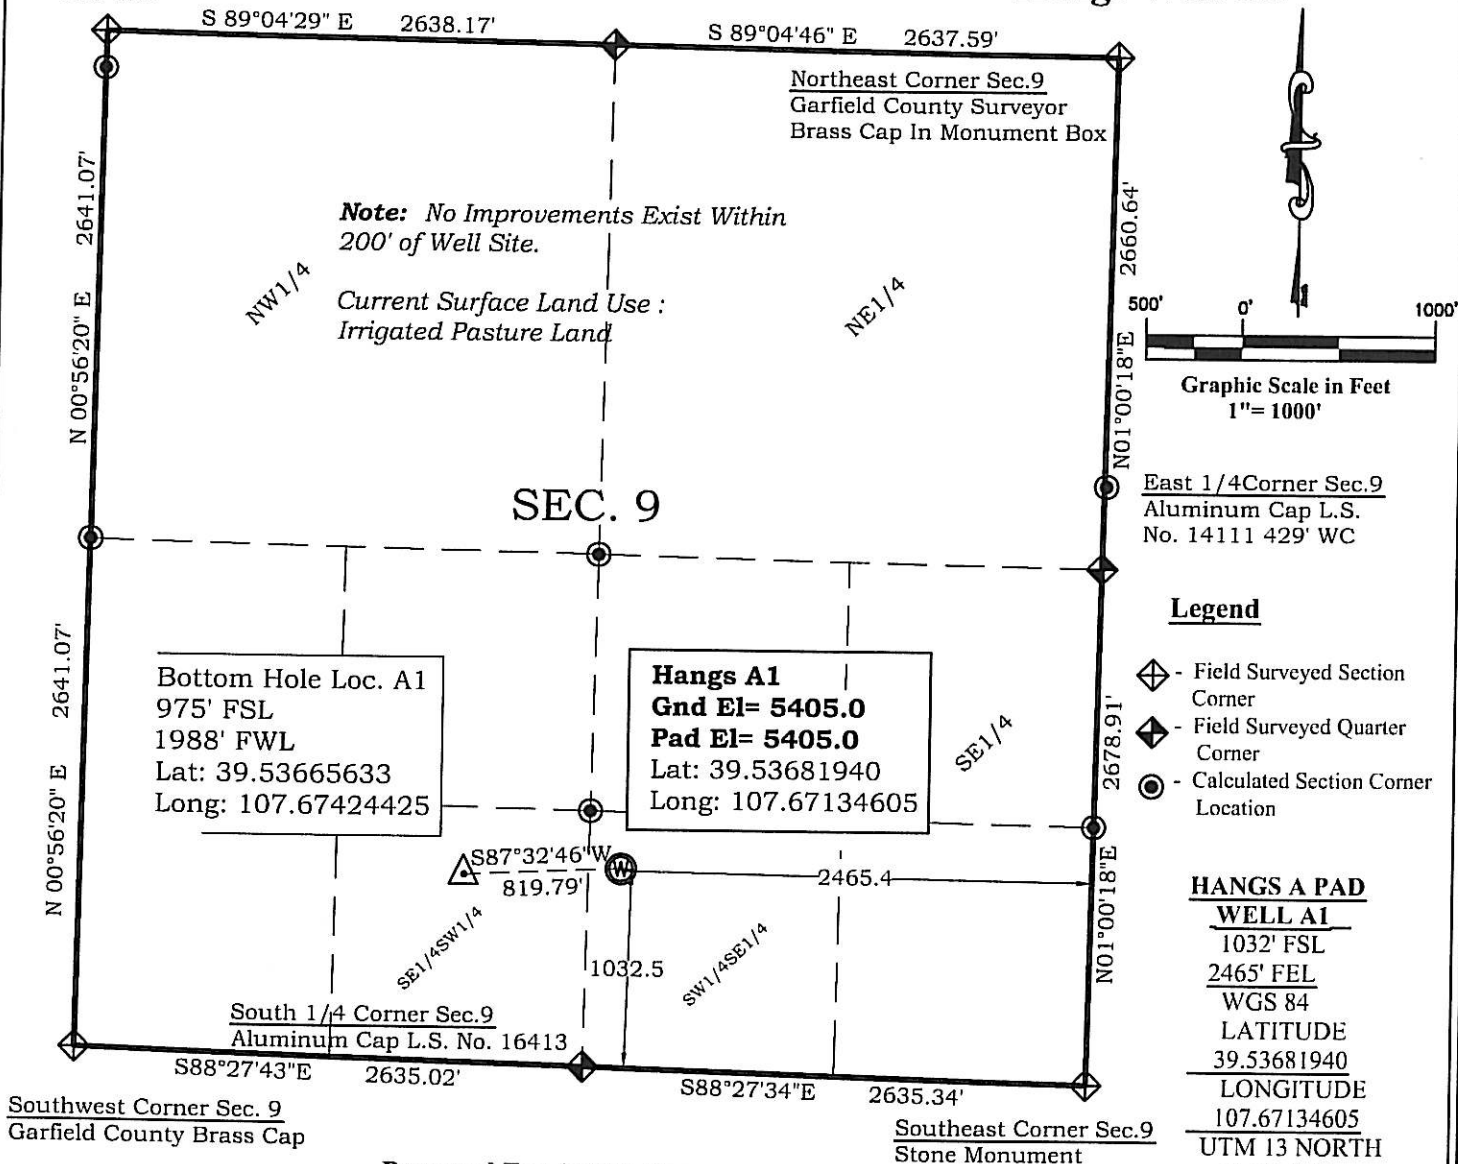 S 89°04'29" E 2638.17'
S 89°04'46" E 2637.59'
Northeast Corner Sec.9
Garfield County Surveyor
Brass Cap In Monument Box
2641.07'
N 00°56'20" E
Note: No Improvements Exist Within
200' of Well Site.
Current Surface Land Use :
Irrigated Pasture Land
NW1/4
NE1/4
2660.64'
N01°00'18"E
500' 0' 1000'
Graphic Scale in Feet
1"= 1000'
SEC. 9
East 1/4Corner Sec.9
Aluminum Cap L.S.
No. 14111 429' WC
Legend
- Field Surveyed Section
Corner
- Field Surveyed Quarter
Corner
- Calculated Section Corner
Location
2641.07'
N 00°56'20" E
Bottom Hole Loc. A1
975' FSL
1988' FWL
Lat: 39.53665633
Long: 107.67424425
Hangs A1
Gnd El= 5405.0
Pad El= 5405.0
Lat: 39.53681940
Long: 107.67134605
SE1/4
2678.91'
N01°00'18"E
S87°32'46"W
819.79'
W
2465.4
1032.5
SE1/4SW1/4
SW1/4SE1/4
South 1/4 Corner Sec.9
Aluminum Cap L.S. No. 16413
S88°27'43"E 2635.02'
S88°27'34"E 2635.34'
Southwest Corner Sec. 9
Garfield County Brass Cap
Southeast Corner Sec.9
Stone Monument
HANGS A PAD
WELL A1
1032' FSL
2465' FEL
WGS 84
LATITUDE
39.53681940
LONGITUDE
107.67134605
UTM 13 NORTH